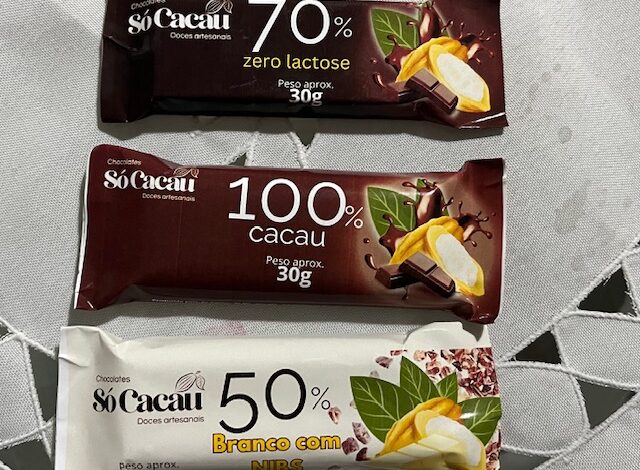 Chocolates
Só Cacau
Doces artesanais
70%
zero lactose
Peso aprox.
30g
Chocolates
Só Cacau
Doces artesanais
100%
cacau
Peso aprox.
30g
Chocolates
Só Cacau
Doces artesanais
50%
Branco com
NIBS
Peso aprox.